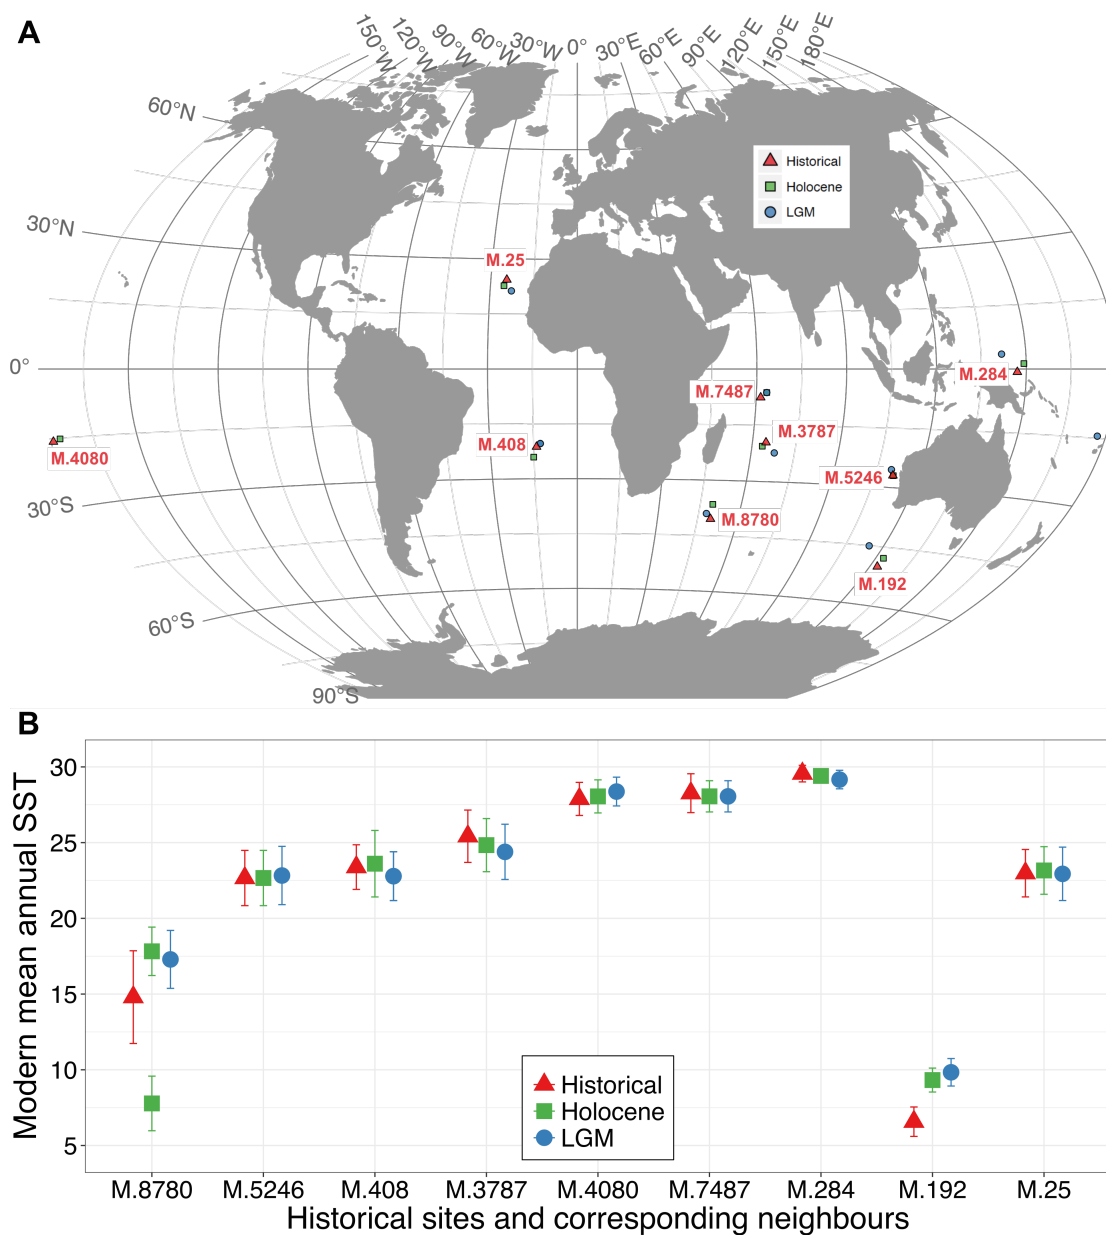 A
150°W 120°W 90°W 60°W 30°W 0° 30°E 60°E 90°E 120°E 150°E 180°E
60°N
Historical
Holocene
LGM
30°N
M.25
0°
M.284
M.7487
M.3787
M.408
M.4080
M.5246
30°S
M.8780
M.192
60°S
90°S
B
Modern mean annual SST
30
25
20
15
10
5
Historical
Holocene
LGM
M.8780 M.5246 M.408 M.3787 M.4080 M.7487 M.284 M.192 M.25
Historical sites and corresponding neighbours